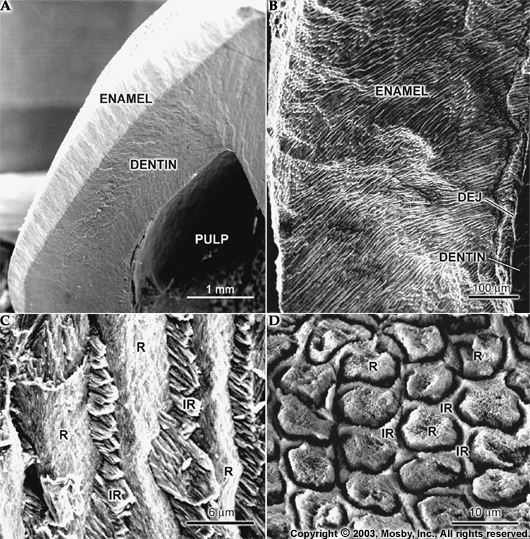 A
ENAMEL
DENTIN
PULP
1 mm
B
ENAMEL
DEJ
DENTIN
100 µm
C
R
IR
R
IR
R
IR
6 µm
D
R
R
IR
IR
R
IR
10 µm
Copyright © 2003, Mosby, Inc., All rights reserved